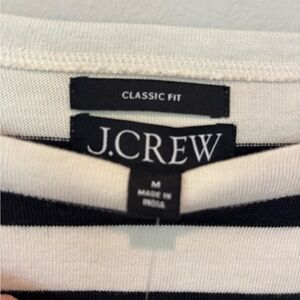 CLASSIC FIT
J.CREW
M
MADE IN
INDIA